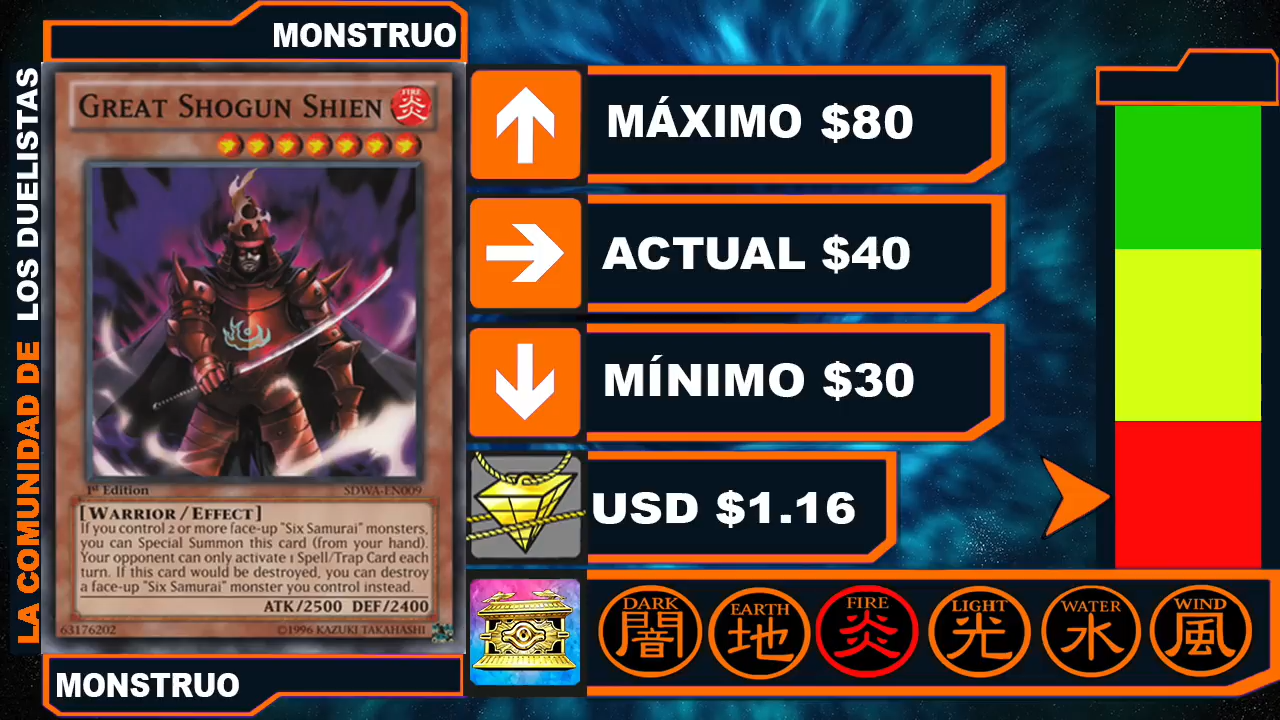 MONSTRUO
LA COMUNIDAD DE LOS DUELISTAS
GREAT SHOGUN SHIEN
FIRE
炎
1st Edition
SDWA-EN009
[WARRIOR / EFFECT]
If you control 2 or more face-up "Six Samurai" monsters,
you can Special Summon this card (from your hand).
Your opponent can only activate 1 Spell/Trap Card each
turn. If this card would be destroyed, you can destroy
a face-up "Six Samurai" monster you control instead.
ATK/2500 DEF/2400
63176202
©1996 KAZUKI TAKAHASHI
MONSTRUO
MÁXIMO $80
ACTUAL $40
MÍNIMO $30
USD $1.16
DARK
闇
EARTH
地
FIRE
炎
LIGHT
光
WATER
水
WIND
風